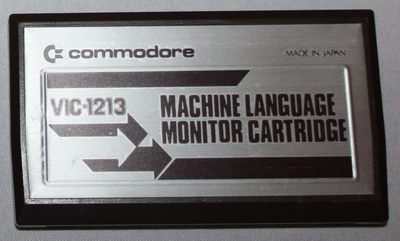 commodore
MADE IN JAPAN
VIC-1213
MACHINE LANGUAGE
MONITOR CARTRIDGE